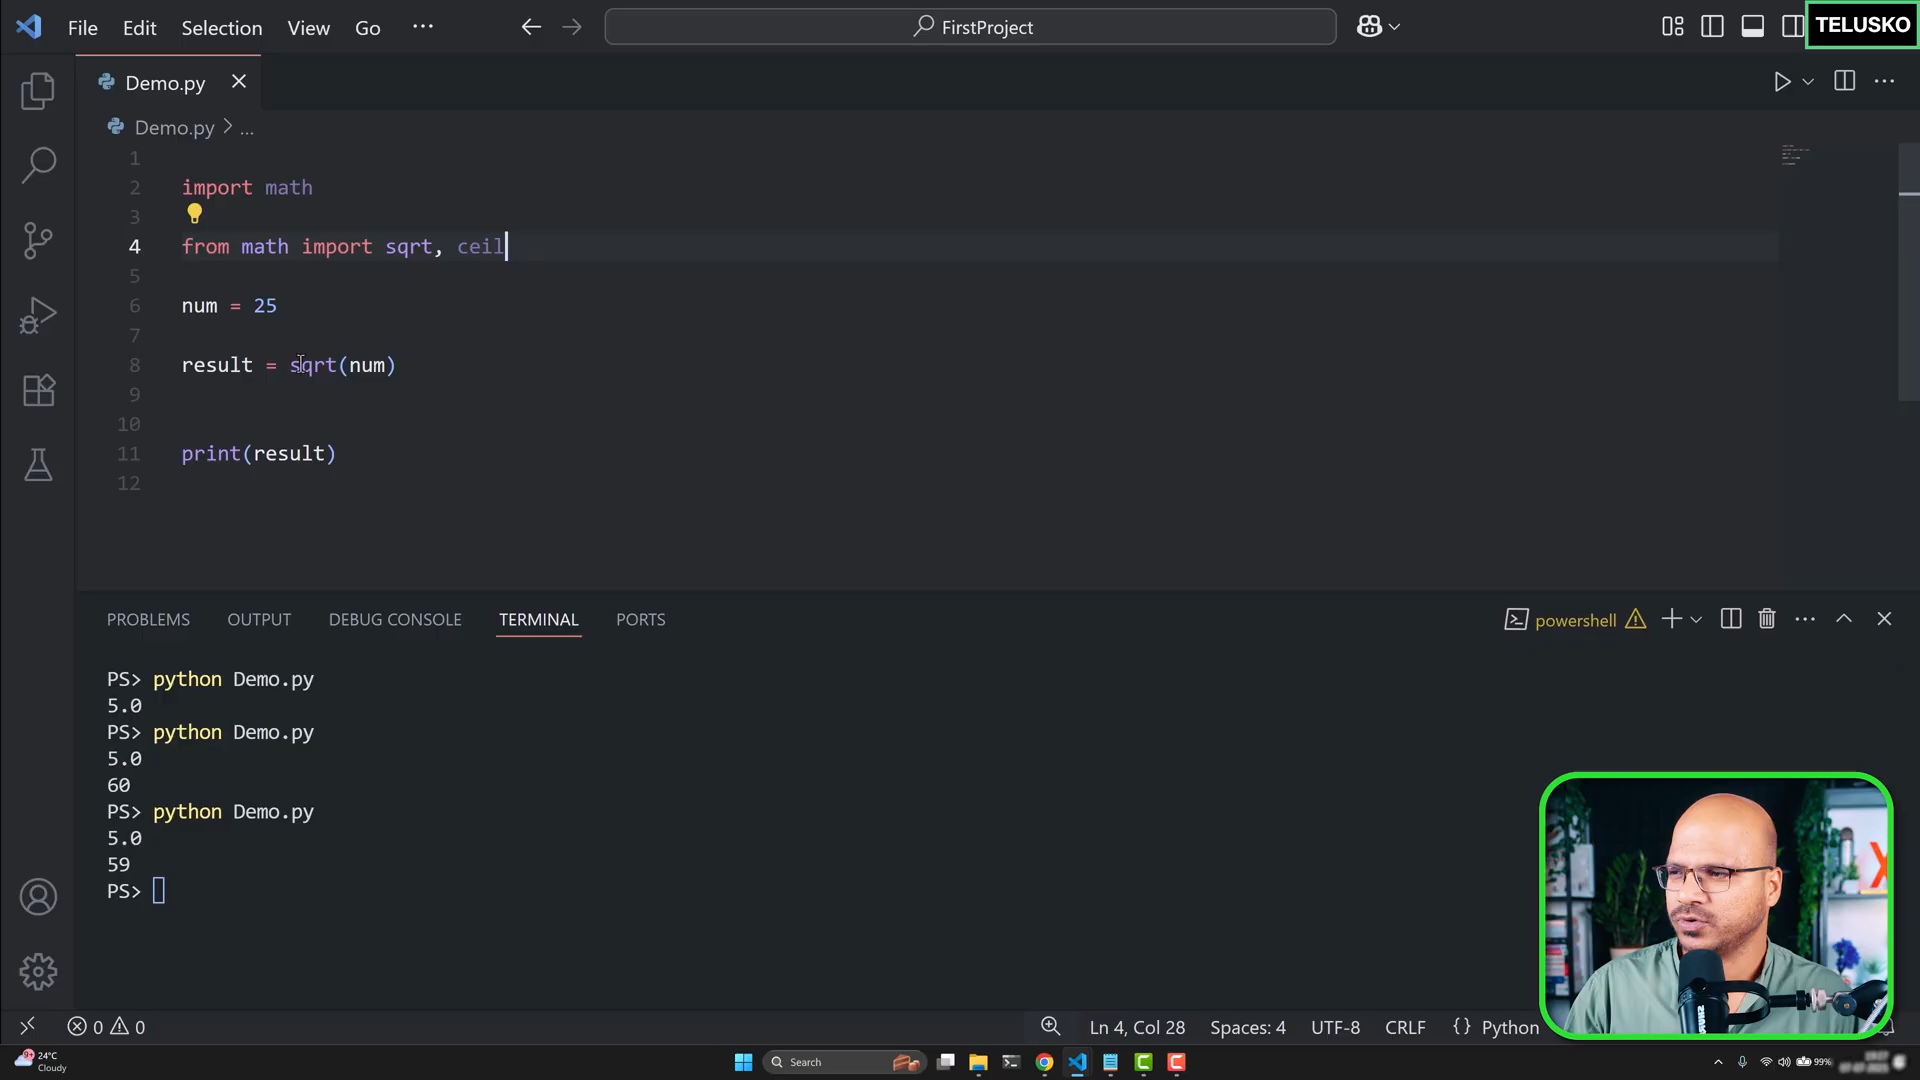 File Edit Selection View Go ...
FirstProject
TELUSKO
Demo.py
Demo.py > ...
1
2 import math
3
4 from math import sqrt, ceil
5
6 num = 25
7
8 result = sqrt(num)
9
10
11 print(result)
12
PROBLEMS OUTPUT DEBUG CONSOLE TERMINAL PORTS
powershell
PS> python Demo.py
5.0
PS> python Demo.py
5.0
60
PS> python Demo.py
5.0
59
PS>
0 0 Ln 4, Col 28 Spaces: 4 UTF-8 CRLF {} Python
24°C
Cloudy
Search
99%